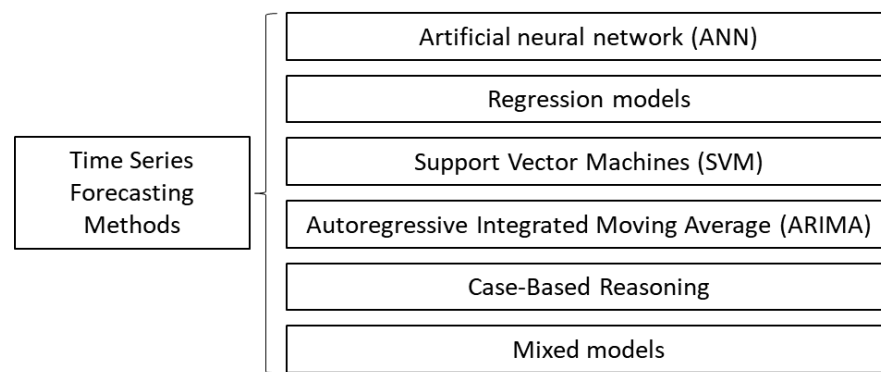 Time Series
Forecasting
Methods
Artificial neural network (ANN)
Regression models
Support Vector Machines (SVM)
Autoregressive Integrated Moving Average (ARIMA)
Case-Based Reasoning
Mixed models